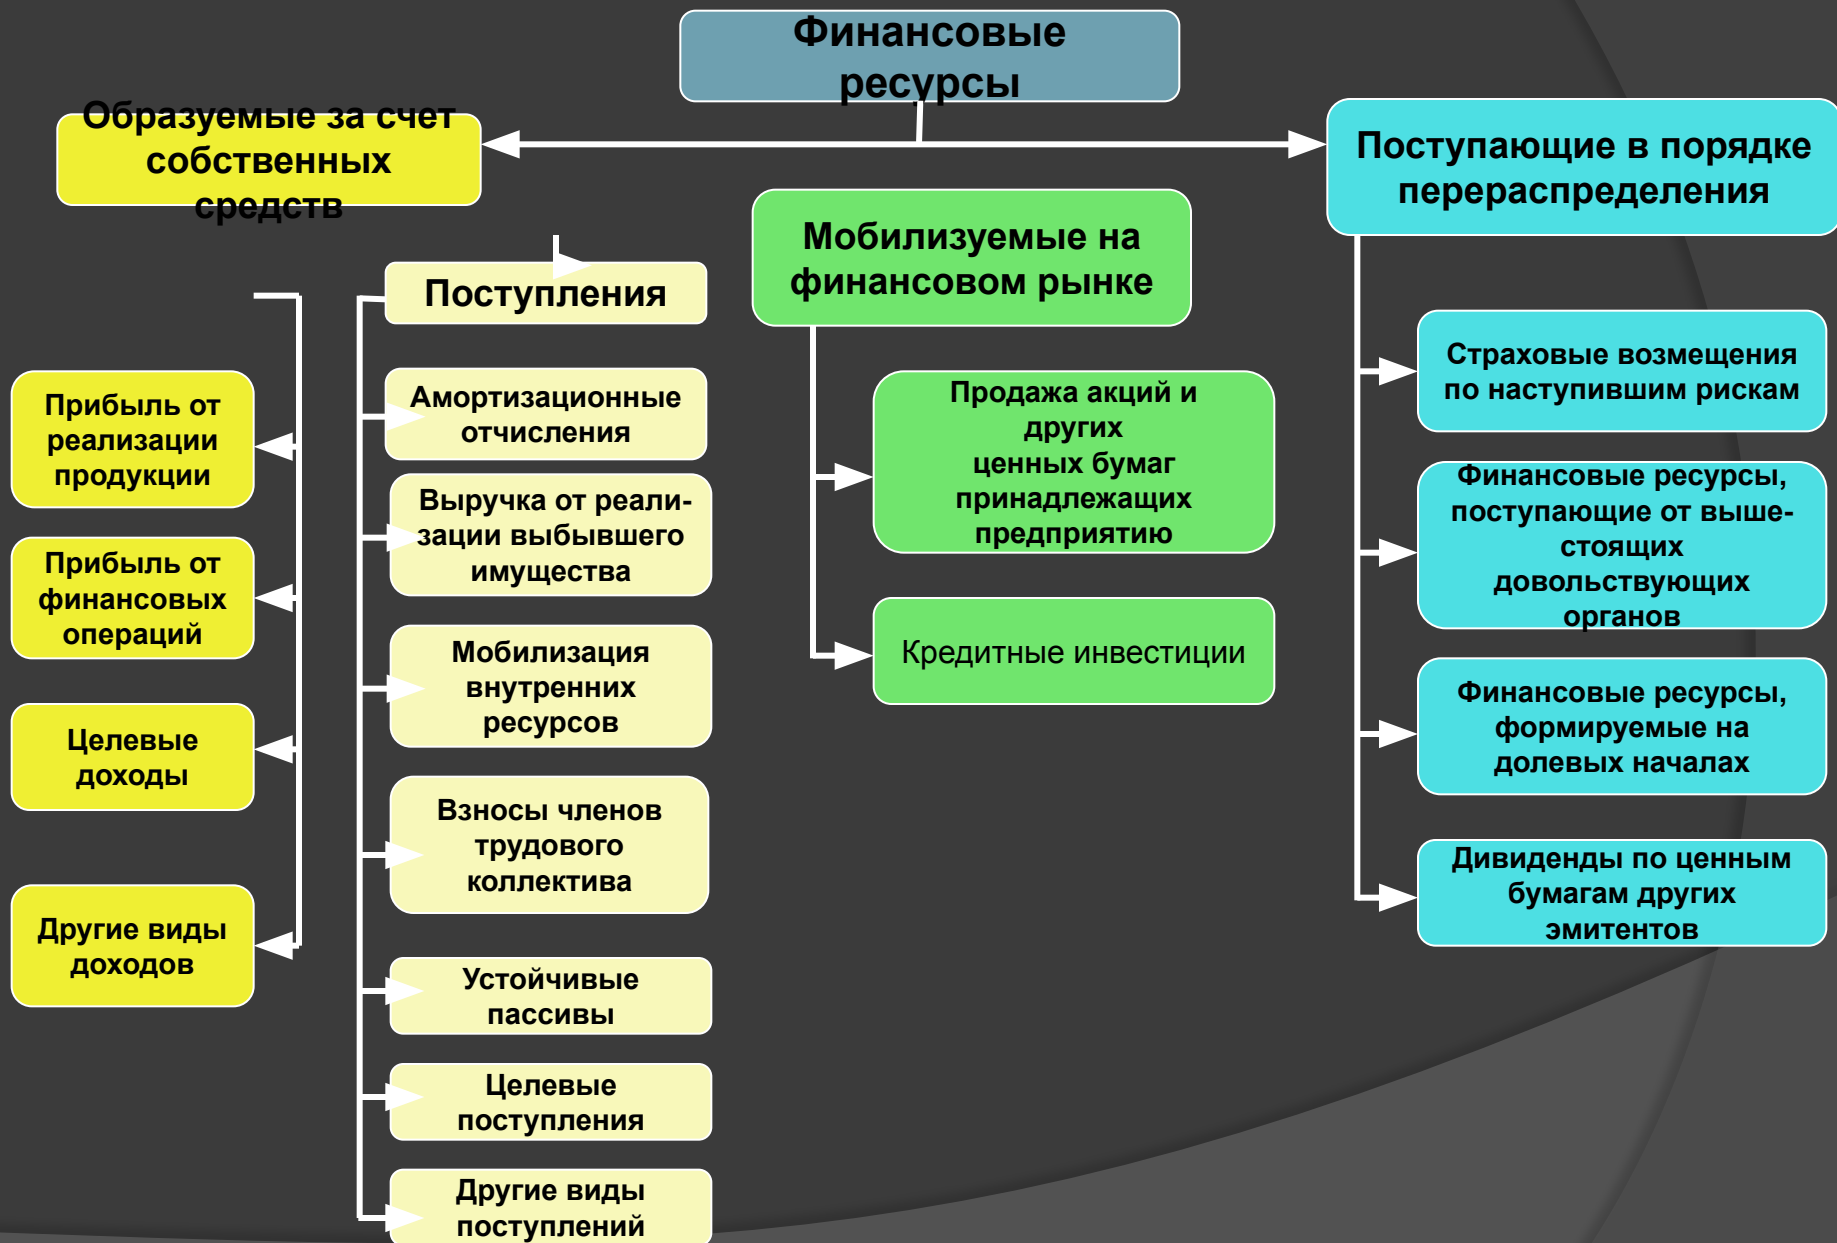 Финансовые
ресурсы
Образуемые за счет
собственных
средств
Поступающие в порядке
перераспределения
Мобилизуемые на
финансовом рынке
Поступления
Прибыль от
реализации
продукции
Прибыль от
финансовых
операций
Целевые
доходы
Другие виды
доходов
Амортизационные
отчисления
Выручка от реали-
зации выбывшего
имущества
Мобилизация
внутренних
ресурсов
Взносы членов
трудового
коллектива
Устойчивые
пассивы
Целевые
поступления
Другие виды
поступлений
Продажа акций и
других
ценных бумаг
принадлежащих
предприятию
Кредитные инвестиции
Страховые возмещения
по наступившим рискам
Финансовые ресурсы,
поступающие от выше-
стоящих
довольствующих
органов
Финансовые ресурсы,
формируемые на
долевых началах
Дивиденды по ценным
бумагам других
эмитентов